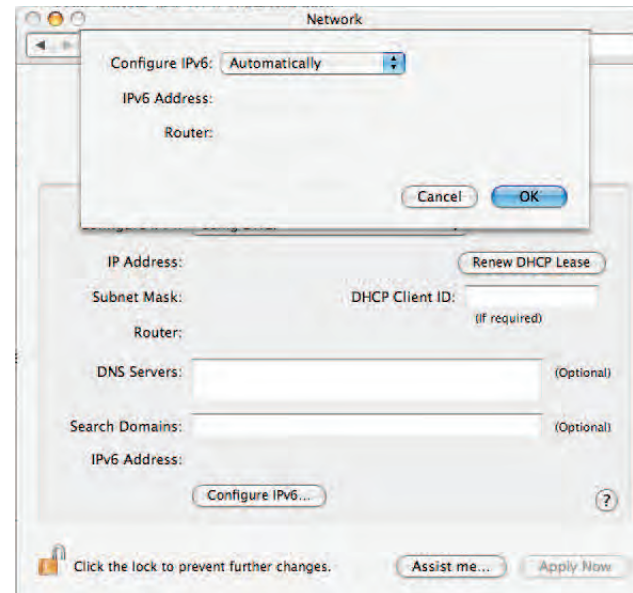 Network
Configure IPv6: Automatically
IPv6 Address:
Router:
Cancel OK
IP Address: Renew DHCP Lease
Subnet Mask: DHCP Client ID:
(If required)
Router:
DNS Servers: (Optional)
Search Domains: (Optional)
IPv6 Address:
Configure IPv6...
?
Click the lock to prevent further changes. Assist me... Apply Now